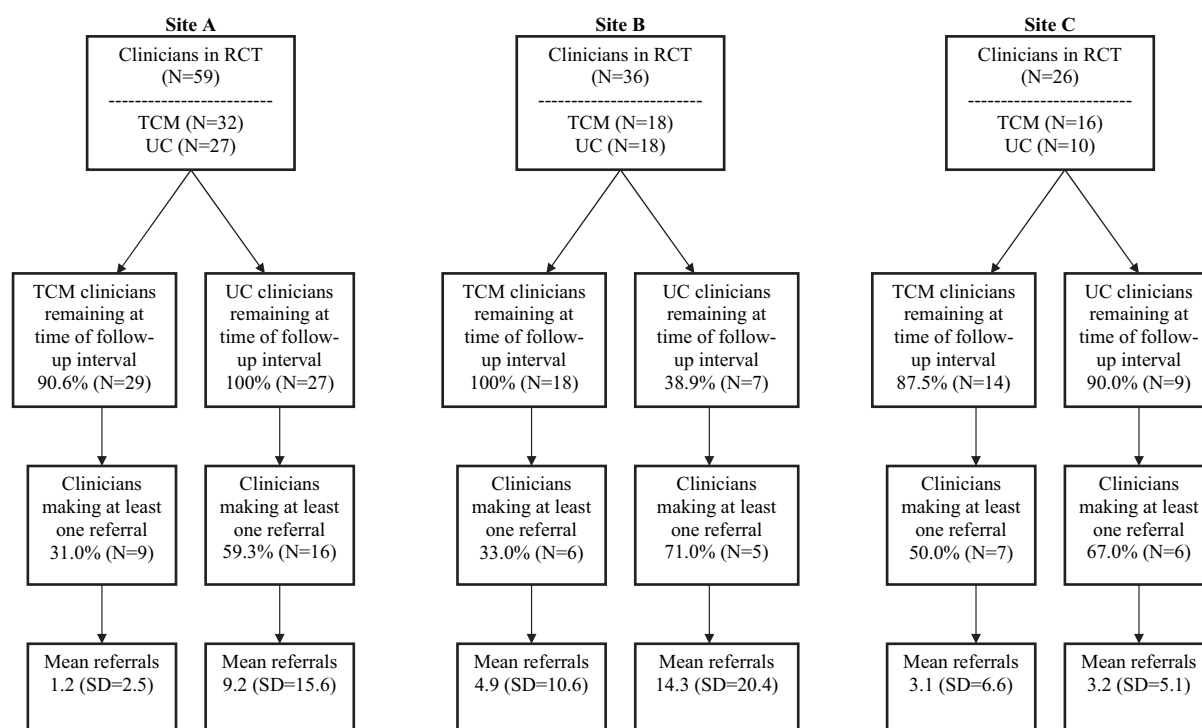 Site A
Clinicians in RCT
(N=59)
---------------------------
TCM (N=32)
UC (N=27)
TCM clinicians
remaining at
time of follow-
up interval
90.6% (N=29)
UC clinicians
remaining at
time of follow-
up interval
100% (N=27)
Clinicians
making at least
one referral
31.0% (N=9)
Clinicians
making at least
one referral
59.3% (N=16)
Mean referrals
1.2 (SD=2.5)
Mean referrals
9.2 (SD=15.6)
Site B
Clinicians in RCT
(N=36)
---------------------------
TCM (N=18)
UC (N=18)
TCM clinicians
remaining at
time of follow-
up interval
100% (N=18)
UC clinicians
remaining at
time of follow-
up interval
38.9% (N=7)
Clinicians
making at least
one referral
33.0% (N=6)
Clinicians
making at least
one referral
71.0% (N=5)
Mean referrals
4.9 (SD=10.6)
Mean referrals
14.3 (SD=20.4)
Site C
Clinicians in RCT
(N=26)
---------------------------
TCM (N=16)
UC (N=10)
TCM clinicians
remaining at
time of follow-
up interval
87.5% (N=14)
UC clinicians
remaining at
time of follow-
up interval
90.0% (N=9)
Clinicians
making at least
one referral
50.0% (N=7)
Clinicians
making at least
one referral
67.0% (N=6)
Mean referrals
3.1 (SD=6.6)
Mean referrals
3.2 (SD=5.1)